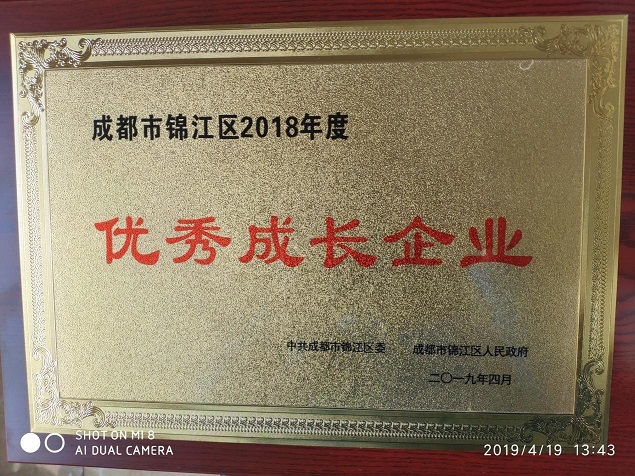 成都市锦江区2018年度
优秀成长企业
中共成都市锦江区委 成都市锦江区人民政府
二〇一九年四月
SHOT ON MI 8
AI DUAL CAMERA
2019/4/19 13:43